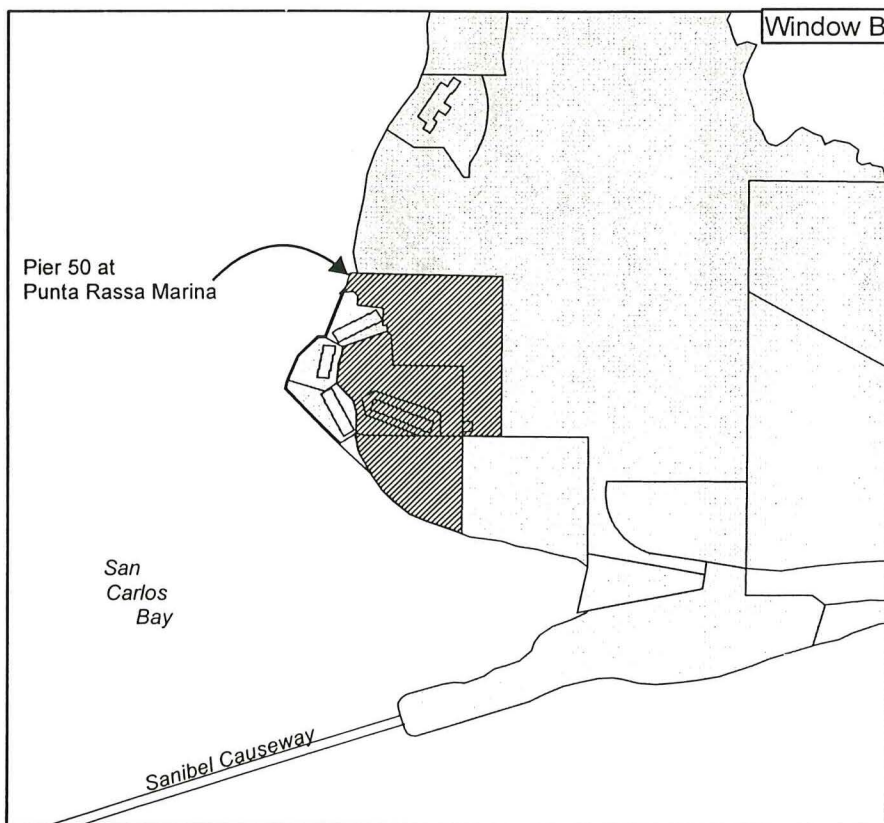 Window B
Pier 50 at
Punta Rassa Marina
San
Carlos
Bay
Sanibel Causeway